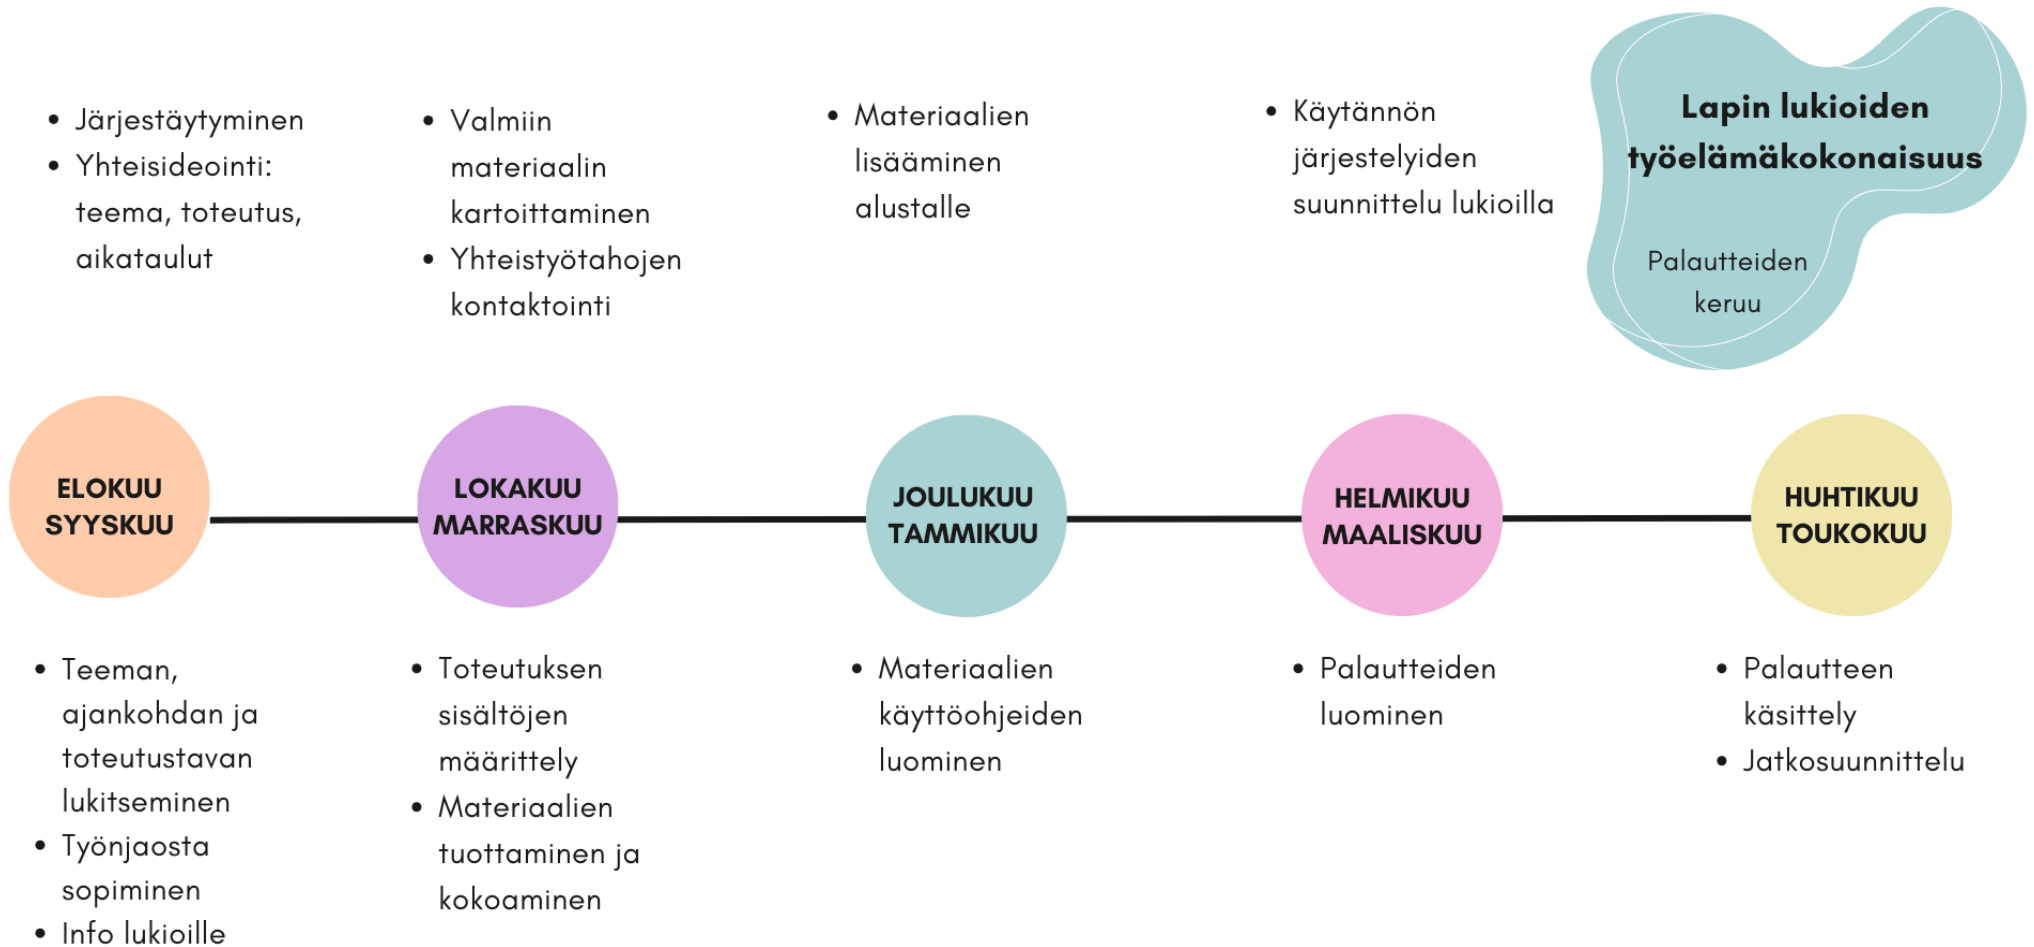 • Järjestäytyminen
• Yhteisideointi:
teema, toteutus,
aikataulut
• Valmiin
materiaalin
kartoittaminen
• Yhteistyötahojen
kontaktointi
• Materiaalien
lisääminen
alustalle
• Käytännön
järjestelyiden
suunnittelu lukioilla
Lapin lukioiden
työelämäkokonaisuus
Palautteiden
keruu
ELOKUU
SYYSKUU
LOKAKUU
MARRASKUU
JOULUKUU
TAMMIKUU
HELMIKUU
MAALISKUU
HUHTIKUU
TOUKOKUU
• Teeman,
ajankohdan ja
toteutustavan
lukitseminen
• Työnjaosta
sopiminen
• Info lukioille
• Toteutuksen
sisältöjen
määrittely
• Materiaalien
tuottaminen ja
kokoaminen
• Materiaalien
käyttöohjeiden
luominen
• Palautteiden
luominen
• Palautteen
käsittely
• Jatkosuunnittelu